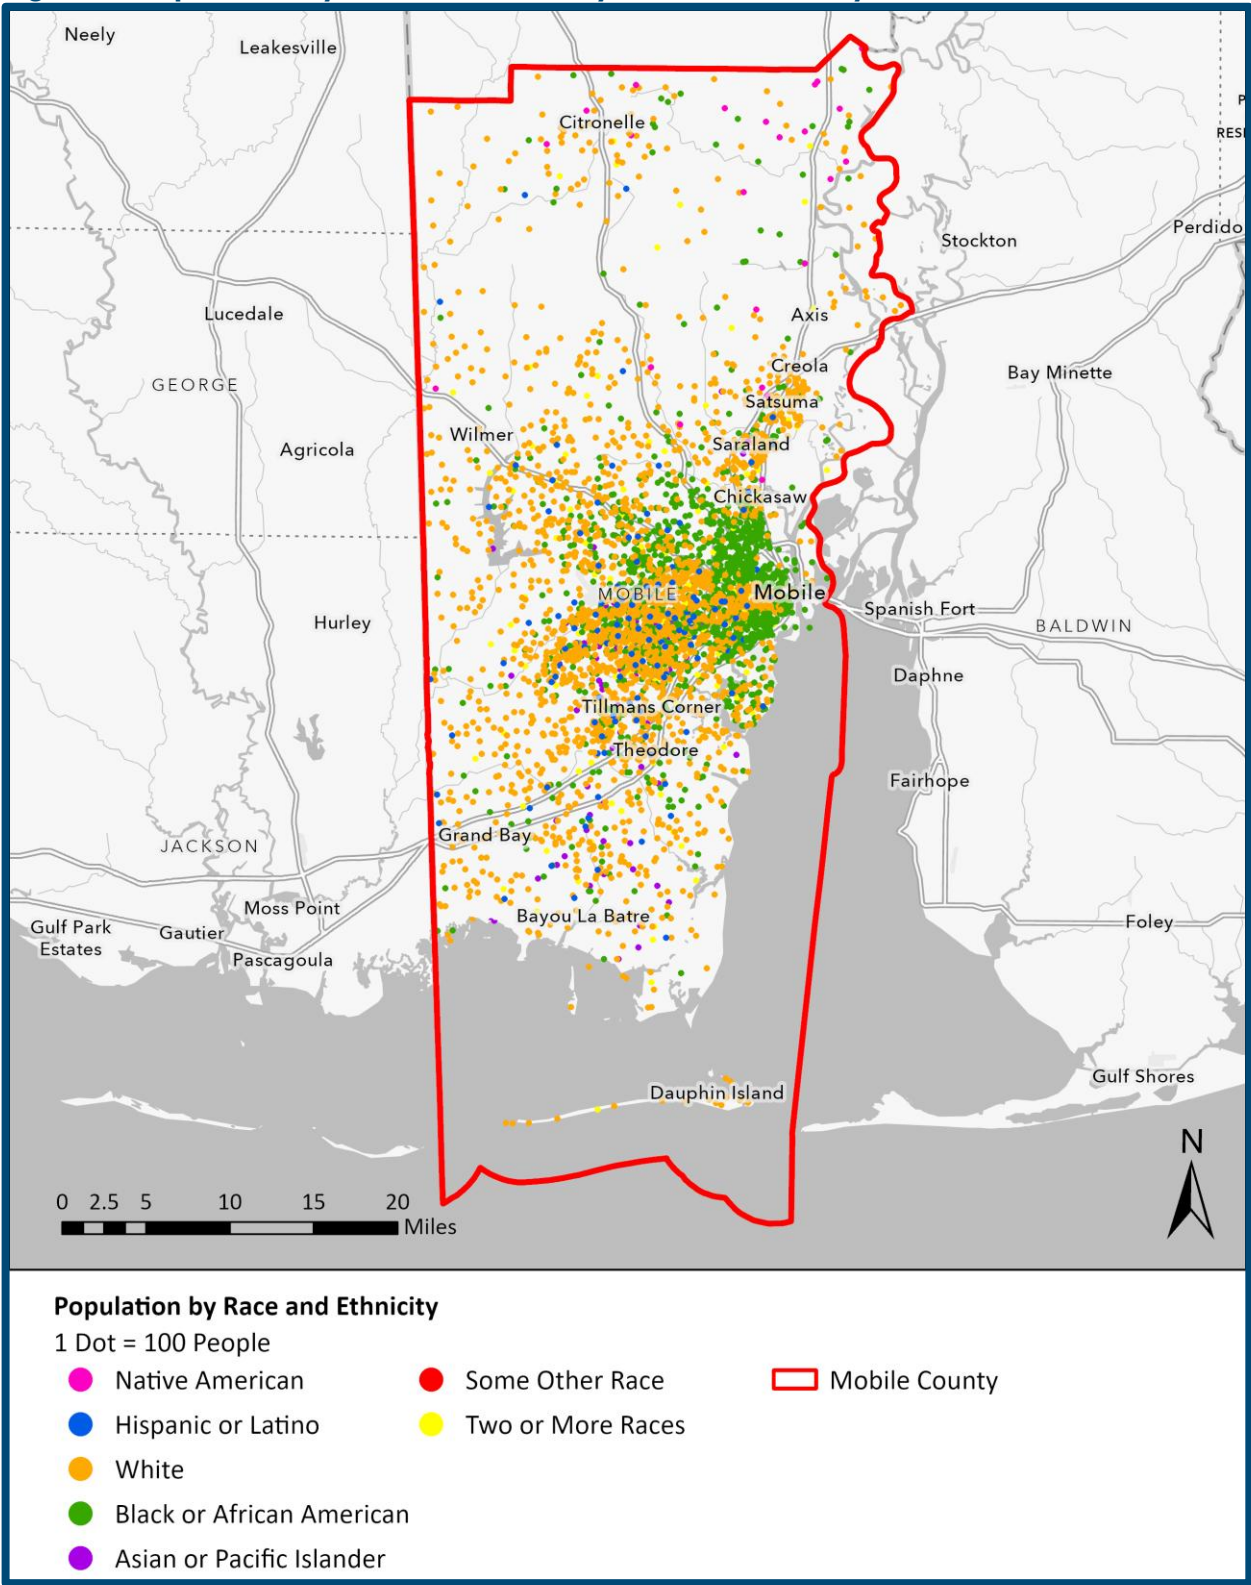 Neely
Leakesville
Citronelle
Stockton
Perdido
Lucedale
Axis
GEORGE
Creola
Bay Minette
Satsuma
Wilmer
Saraland
Agricola
Chickasaw
MOBILE
Mobile
Spanish Fort
Hurley
BALDWIN
Daphne
Tillmans Corner
Theodore
Fairhope
Grand Bay
JACKSON
Moss Point
Bayou La Batre
Foley
Gulf Park
Estates
Gautier
Pascagoula
Gulf Shores
Dauphin Island
N
0 2.5 5 10 15 20
Miles
Population by Race and Ethnicity
1 Dot = 100 People
Native American
Some Other Race
Mobile County
Hispanic or Latino
Two or More Races
White
Black or African American
Asian or Pacific Islander